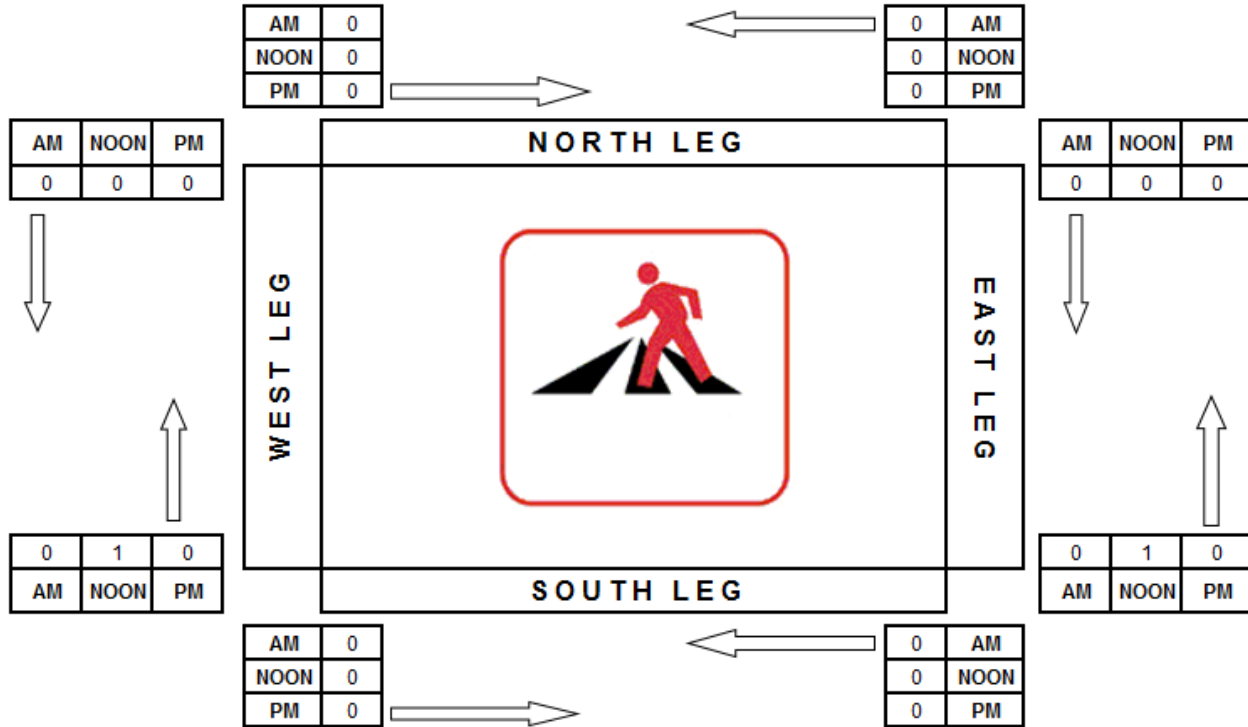 AM 0
NOON 0
PM 0
0 AM
0 NOON
0 PM
AM NOON PM
0 0 0
NORTH LEG
AM NOON PM
0 0 0
WEST LEG
EAST LEG
0 1 0
AM NOON PM
SOUTH LEG
0 1 0
AM NOON PM
AM 0
NOON 0
PM 0
0 AM
0 NOON
0 PM